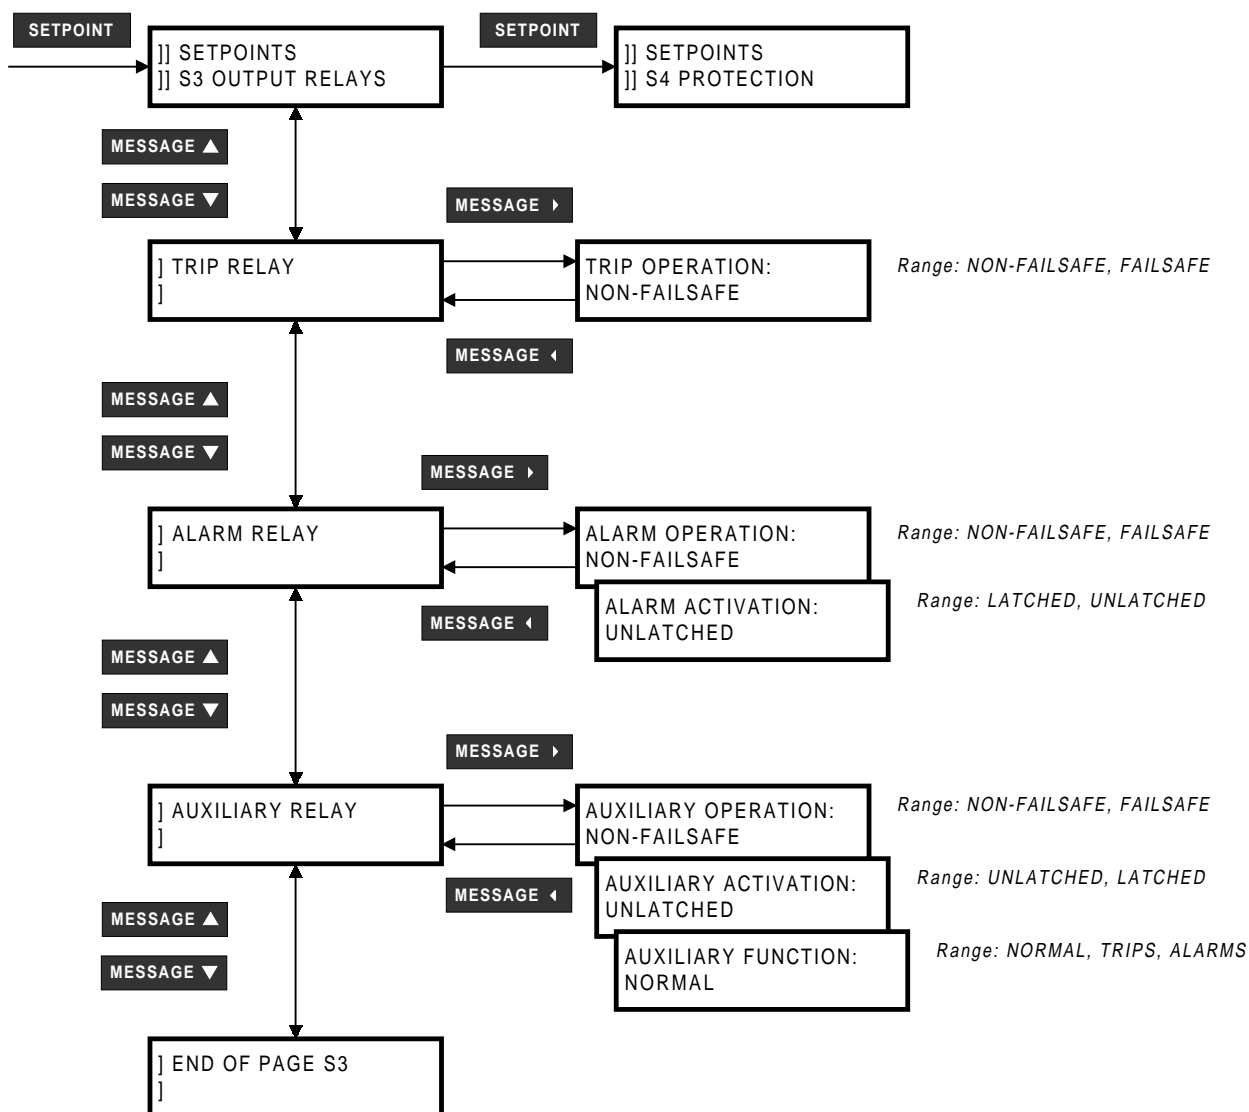 SETPOINT
]] SETPOINTS
]] S3 OUTPUT RELAYS
SETPOINT
]] SETPOINTS
]] S4 PROTECTION
MESSAGE ▲
MESSAGE ▼
MESSAGE ▸
] TRIP RELAY
]
TRIP OPERATION:
NON-FAILSAFE
Range: NON-FAILSAFE, FAILSAFE
MESSAGE ◂
MESSAGE ▲
MESSAGE ▼
MESSAGE ▸
] ALARM RELAY
]
ALARM OPERATION:
NON-FAILSAFE
Range: NON-FAILSAFE, FAILSAFE
ALARM ACTIVATION:
UNLATCHED
Range: LATCHED, UNLATCHED
MESSAGE ◂
MESSAGE ▲
MESSAGE ▼
MESSAGE ▸
] AUXILIARY RELAY
]
AUXILIARY OPERATION:
NON-FAILSAFE
Range: NON-FAILSAFE, FAILSAFE
AUXILIARY ACTIVATION:
UNLATCHED
Range: UNLATCHED, LATCHED
MESSAGE ◂
AUXILIARY FUNCTION:
NORMAL
Range: NORMAL, TRIPS, ALARMS
MESSAGE ▲
MESSAGE ▼
] END OF PAGE S3
]